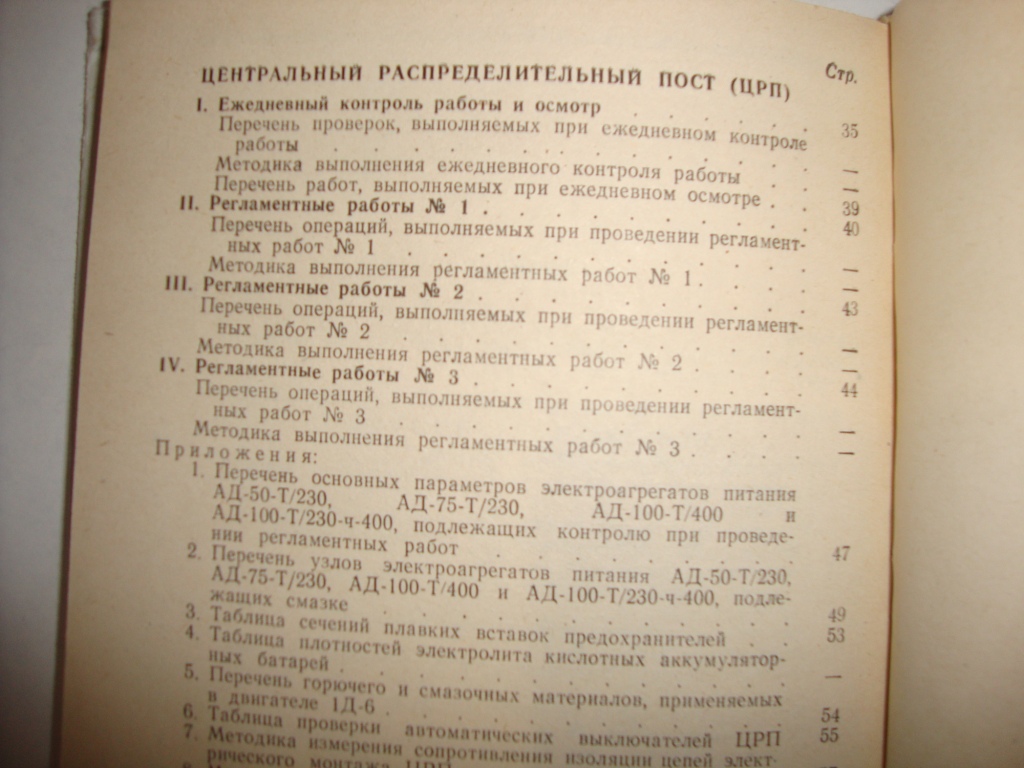 Стр.
ЦЕНТРАЛЬНЫЙ РАСПРЕДЕЛИТЕЛЬНЫЙ ПОСТ (ЦРП)
I. Ежедневный контроль работы и осмотр . . . . . 35
Перечень проверок, выполняемых при ежедневном контроле
работы . . . . . . . . . . . . —
Методика выполнения ежедневного контроля работы . . —
Перечень работ, выполняемых при ежедневном осмотре . . 39
II. Регламентные работы № 1 . . . . . . . . 40
Перечень операций, выполняемых при проведении регламент-
ных работ № 1 . . . . . . . . . . —
Методика выполнения регламентных работ № 1 . . . . —
III. Регламентные работы № 2 . . . . . . . . 43
Перечень операций, выполняемых при проведении регламент-
ных работ № 2 . . . . . . . . . . —
Методика выполнения регламентных работ № 2 . . . . —
IV. Регламентные работы № 3 . . . . . . . . 44
Перечень операций, выполняемых при проведении регламент-
ных работ № 3 . . . . . . . . . . —
Методика выполнения регламентных работ № 3 . . . . —
Приложения:
1. Перечень основных параметров электроагрегатов питания
АД-50-Т/230, АД-75-Т/230, АД-100-Т/400 и
АД-100-Т/230-ч-400, подлежащих контролю при проведе-
нии регламентных работ . . . . . . . . 47
2. Перечень узлов электроагрегатов питания АД-50-Т/230,
АД-75-Т/230, АД-100-Т/400 и АД-100-Т/230-ч-400, подле-
жащих смазке . . . . . . . . . . 49
3. Таблица сечений плавких вставок предохранителей . . 53
4. Таблица плотностей электролита кислотных аккумулятор-
ных батарей . . . . . . . . . . . —
5. Перечень горючего и смазочных материалов, применяемых
в двигателе 1Д-6 . . . . . . . . . . 54
6. Таблица проверки автоматических выключателей ЦРП 55
7. Методика измерения сопротивления изоляции цепей элект-
рического монтажа ЦРП